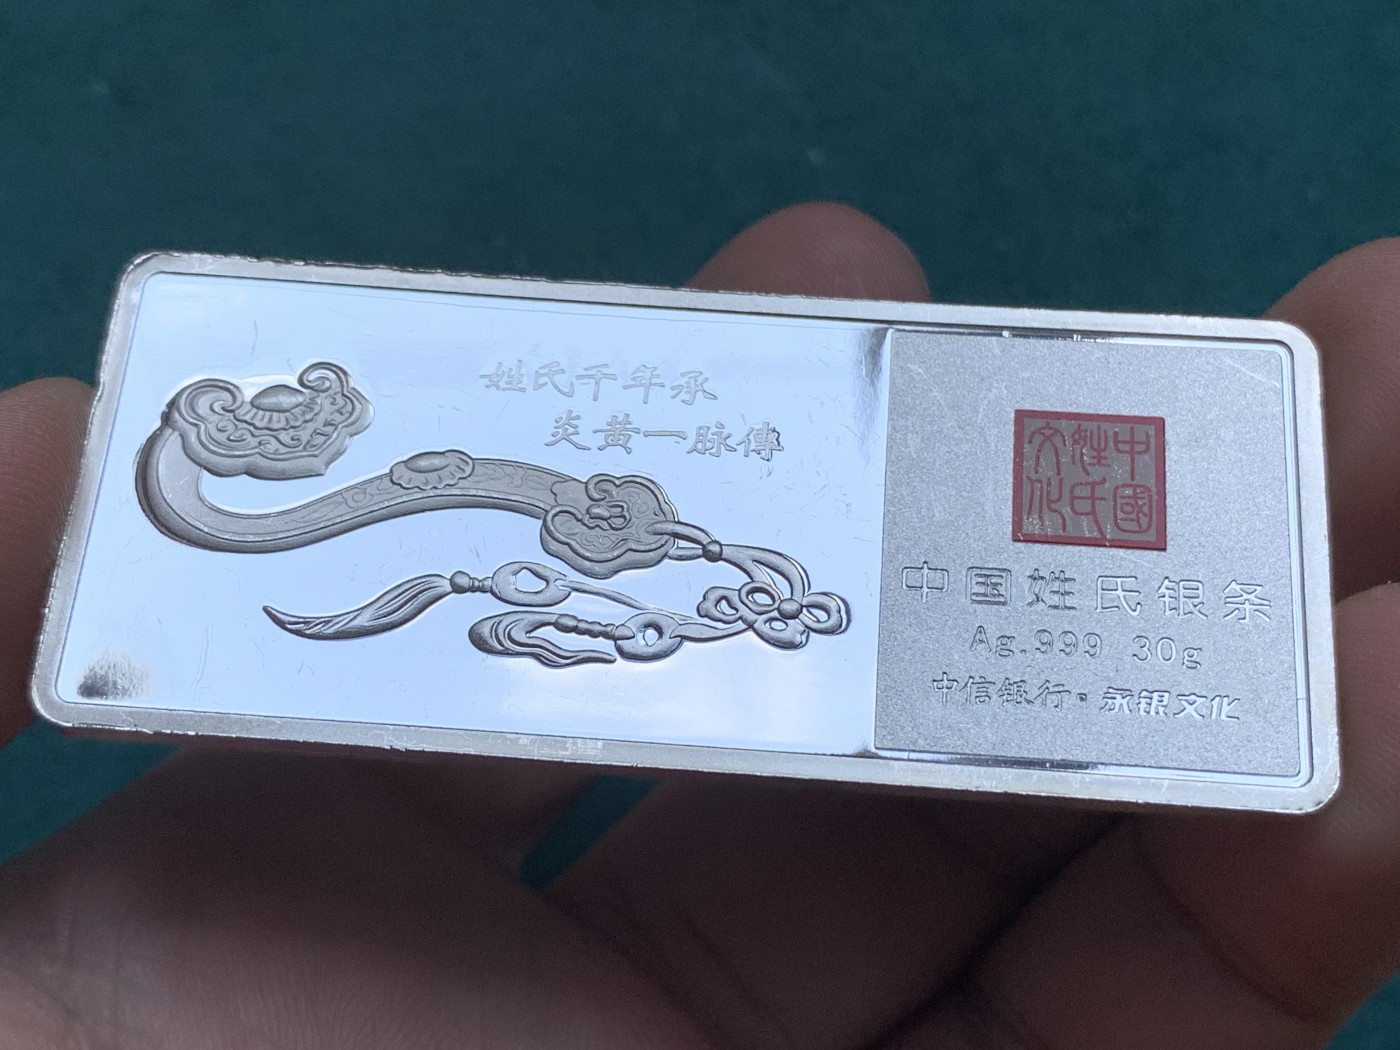 姓氏千年承
炎黄一脉傳
中國姓氏文化
中国姓氏银条
Ag.999 30g
中信银行·永银文化